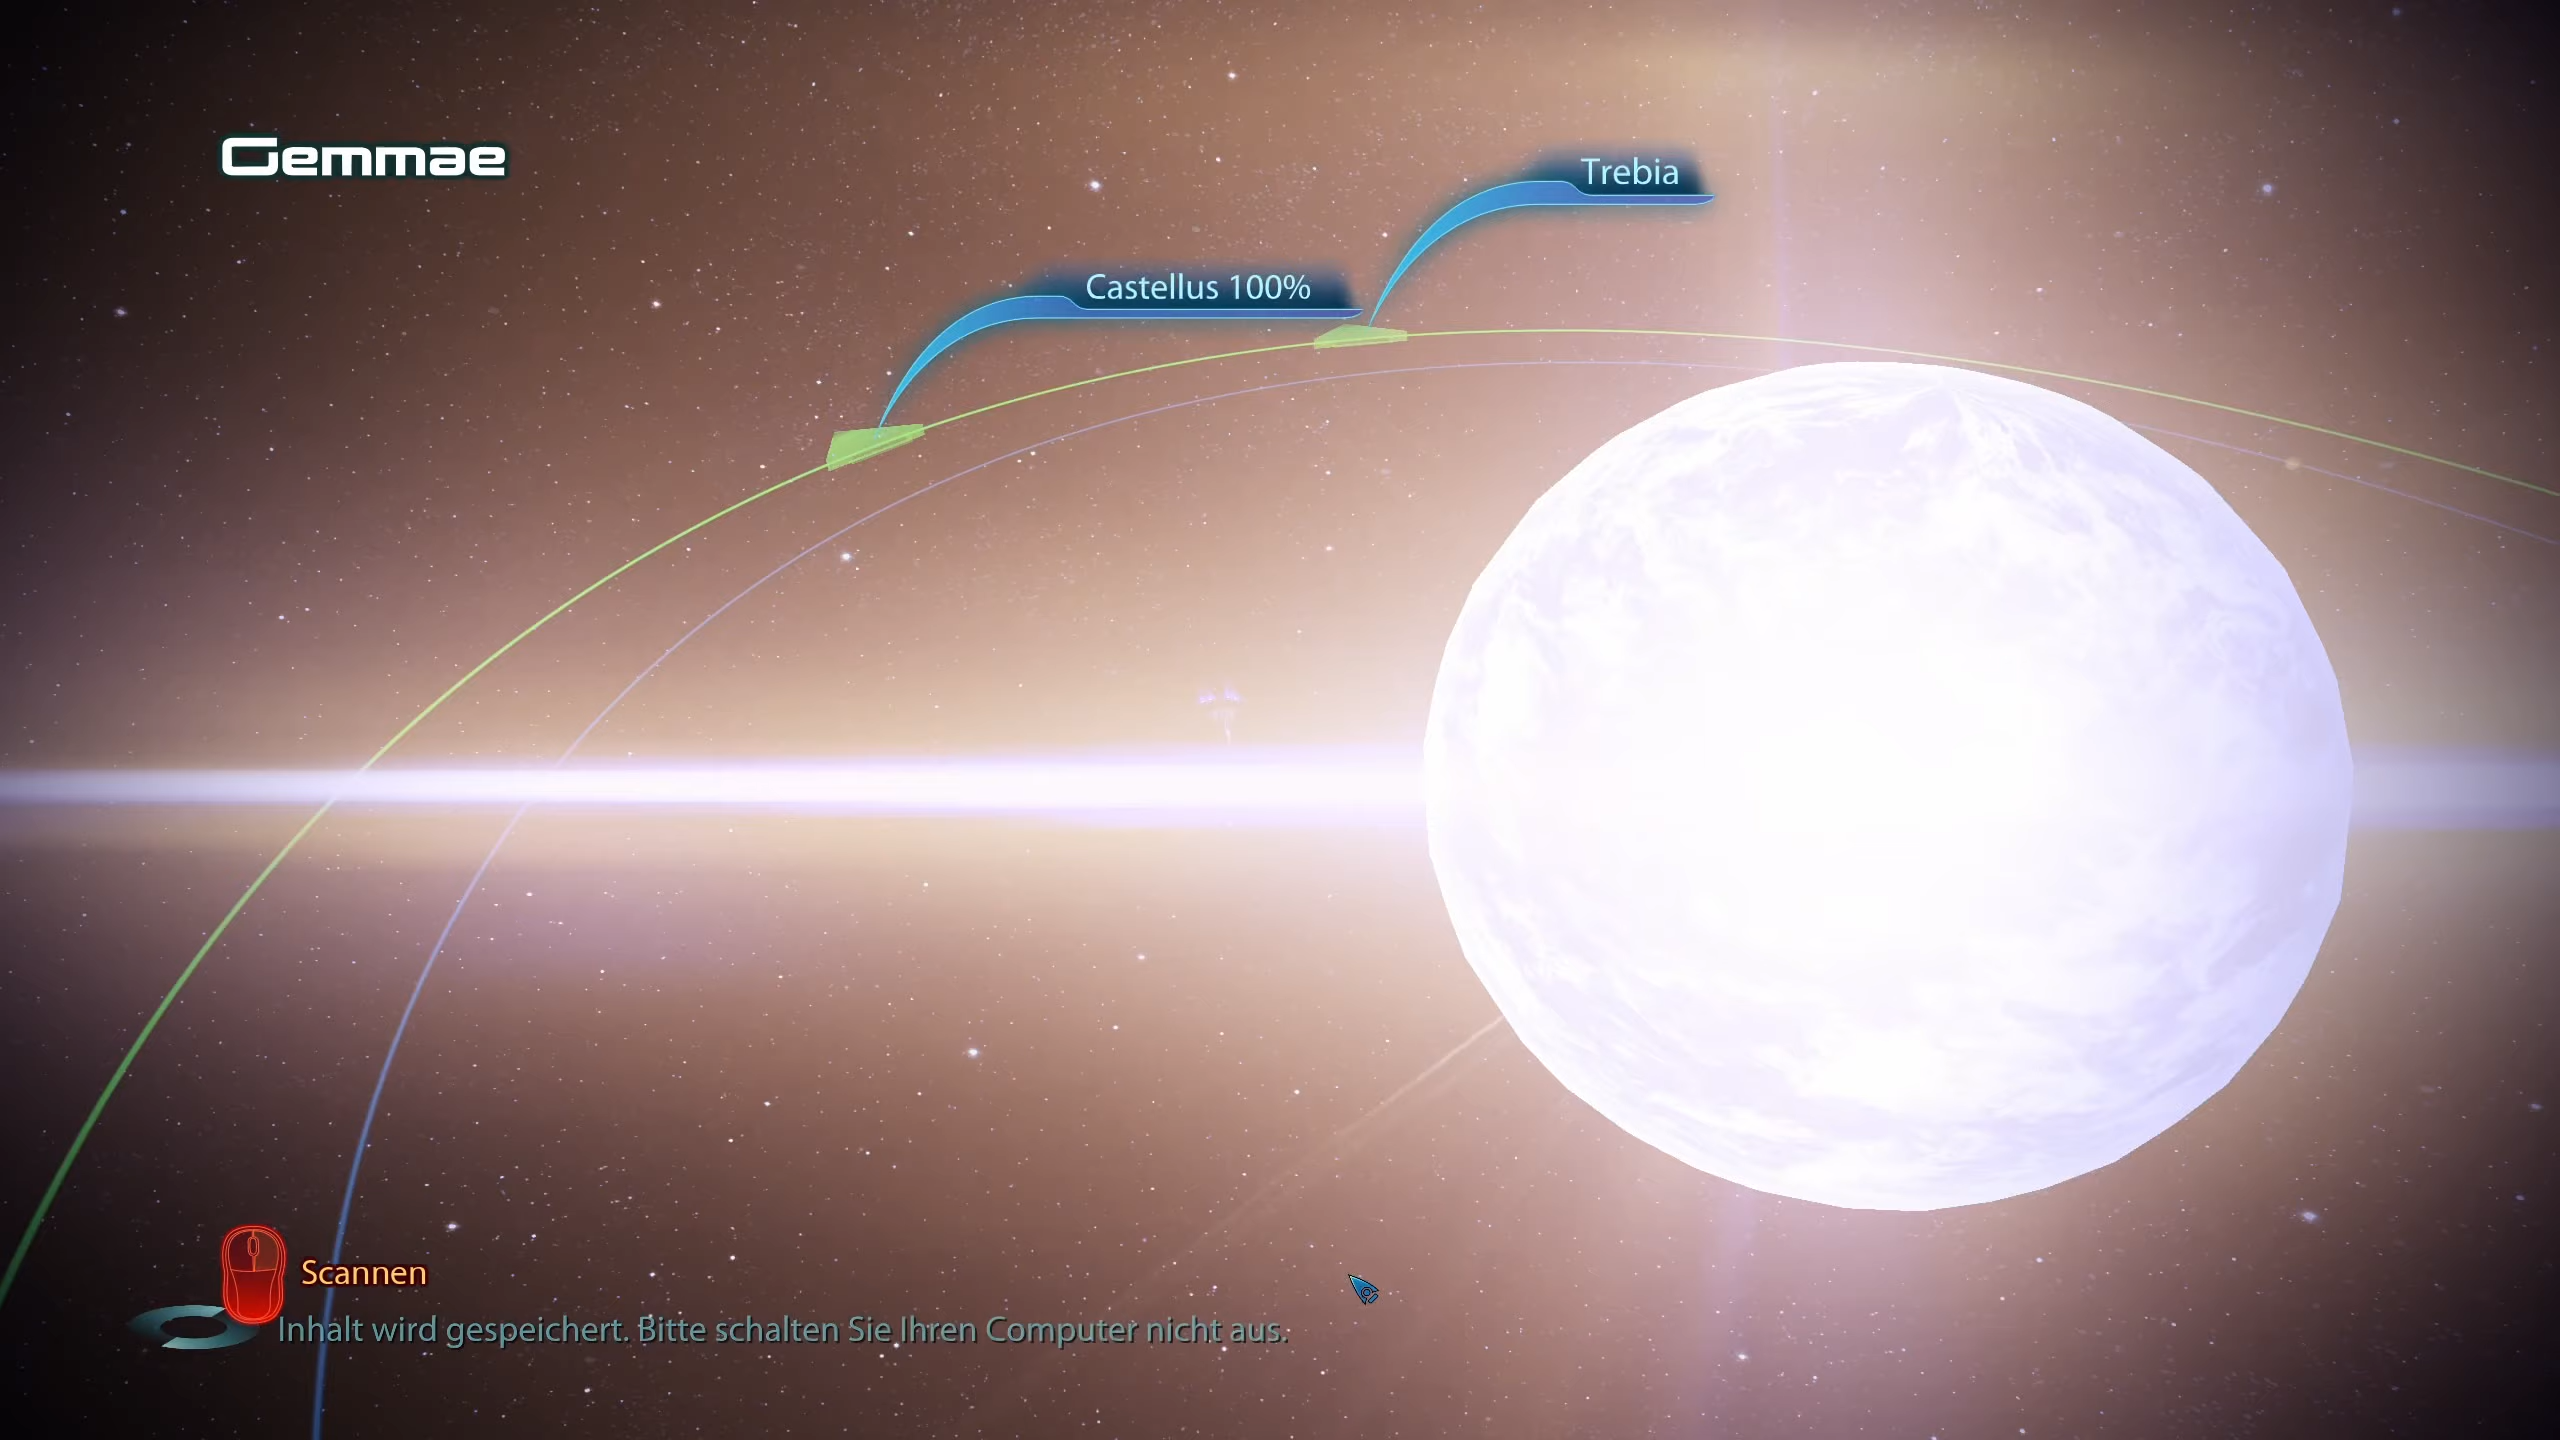 Gemmae
Trebia
Castellus 100%
Scannen
Inhalt wird gespeichert. Bitte schalten Sie Ihren Computer nicht aus.